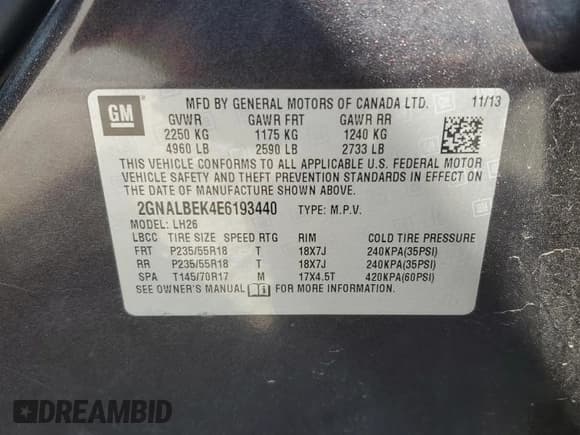 GM
MFD BY GENERAL MOTORS OF CANADA LTD. 11/13
GVWR GAWR FRT GAWR RR
2250 KG 1175 KG 1240 KG
4960 LB 2590 LB 2733 LB
THIS VEHICLE CONFORMS TO ALL APPLICABLE U.S. FEDERAL MOTOR
VEHICLE SAFETY AND THEFT PREVENTION STANDARDS IN EFFECT ON
THE DATE OF MANUFACTURE SHOWN ABOVE.
2GNALBEK4E6193440 TYPE: M.P.V.
MODEL: LH26
LBCC TIRE SIZE SPEED RTG RIM COLD TIRE PRESSURE
FRT P235/55R18 T 18X7J 240KPA(35PSI)
RR P235/55R18 T 18X7J 240KPA(35PSI)
SPA T145/70R17 M 17X4.5T 420KPA(60PSI)
SEE OWNER'S MANUAL FOR MORE INFORMATION.
DREAMBID